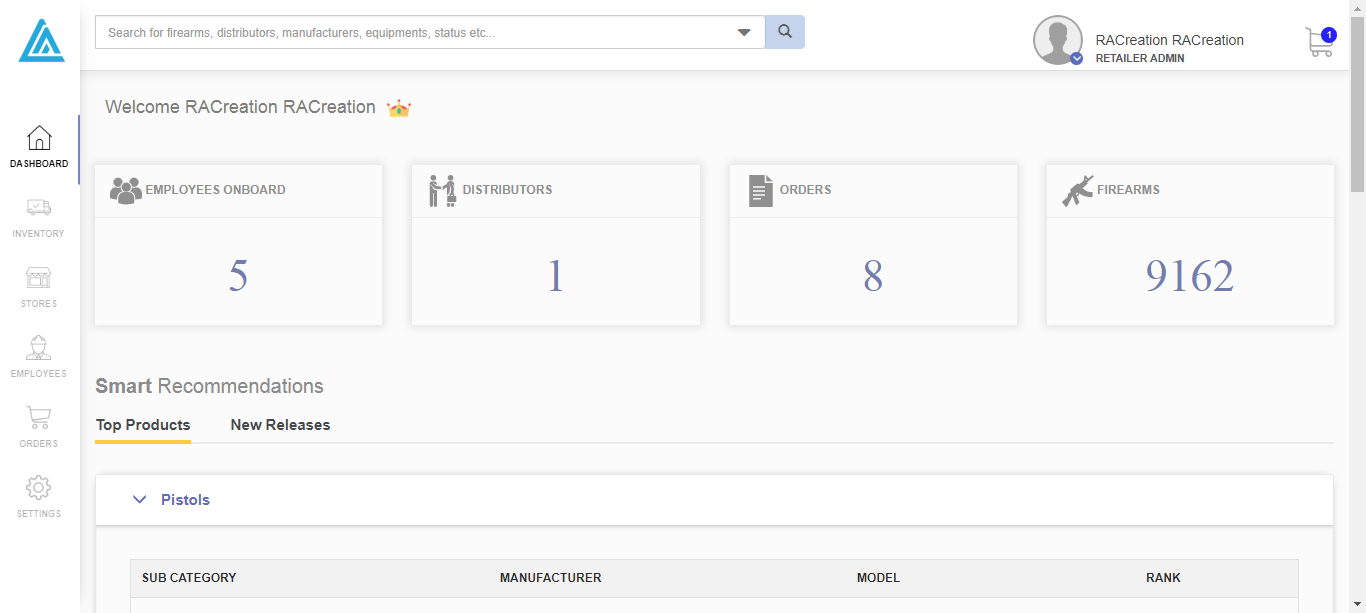 Search for firearms, distributors, manufacturers, equipments, status etc...
RACreation RACreation
RETAILER ADMIN
1
Welcome RACreation RACreation
DASHBOARD
INVENTORY
STORES
EMPLOYEES
ORDERS
SETTINGS
EMPLOYEES ONBOARD
5
DISTRIBUTORS
1
ORDERS
8
FIREARMS
9162
Smart Recommendations
Top Products
New Releases
Pistols
SUB CATEGORY MANUFACTURER MODEL RANK